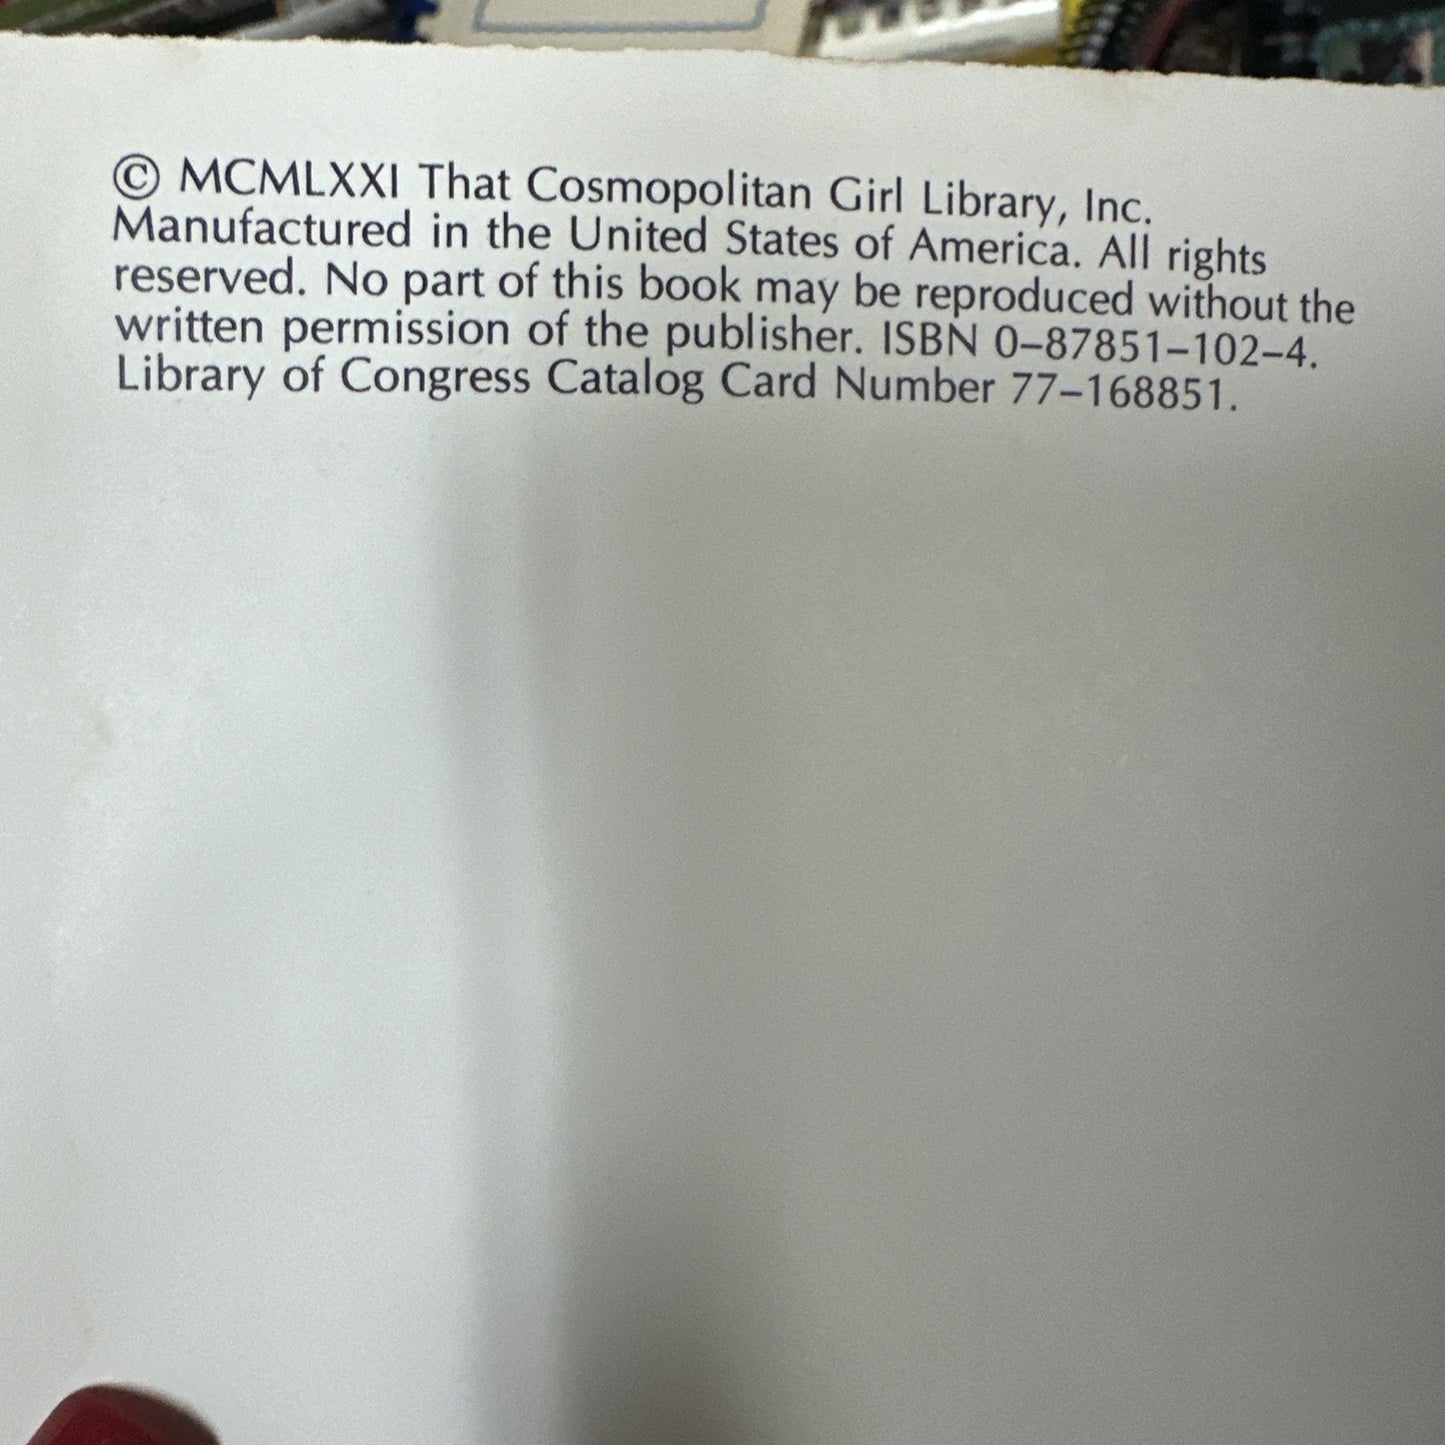 © MCMLXXI That Cosmopolitan Girl Library, Inc.
Manufactured in the United States of America. All rights
reserved. No part of this book may be reproduced without the
written permission of the publisher. ISBN 0–87851–102–4.
Library of Congress Catalog Card Number 77–168851.